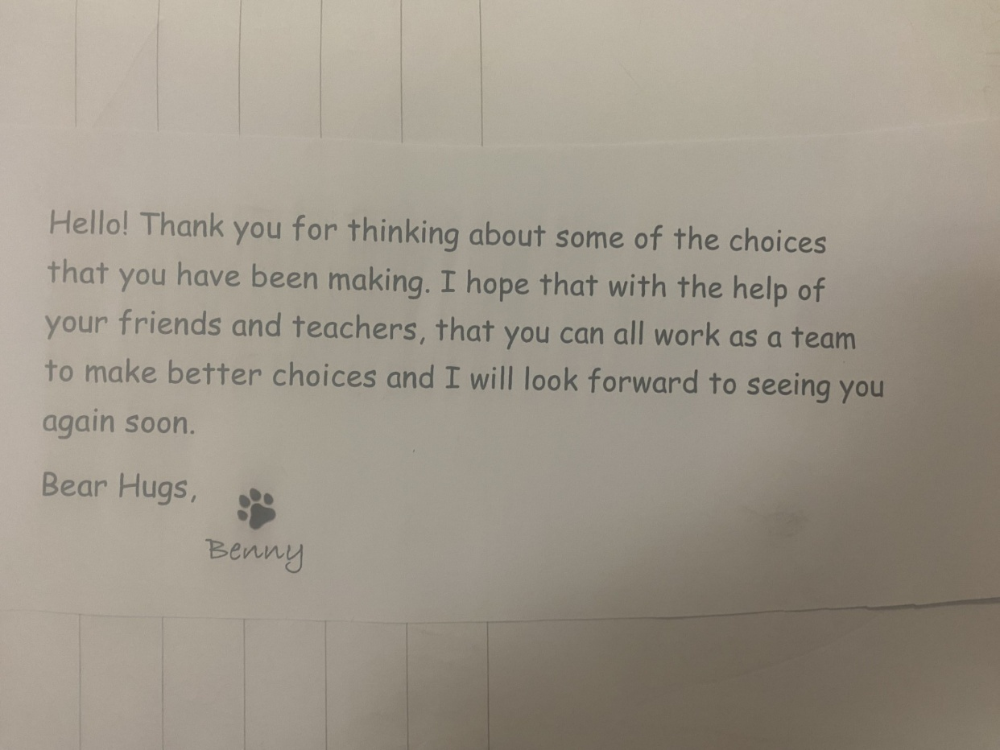 Hello! Thank you for thinking about some of the choices
that you have been making. I hope that with the help of
your friends and teachers, that you can all work as a team
to make better choices and I will look forward to seeing you
again soon.
Bear Hugs,
Benny